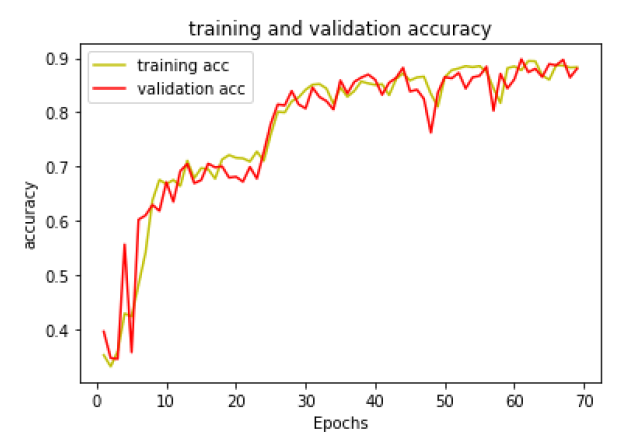 training and validation accuracy
training acc
validation acc
accuracy
0.9
0.8
0.7
0.6
0.5
0.4
0 10 20 30 40 50 60 70
Epochs